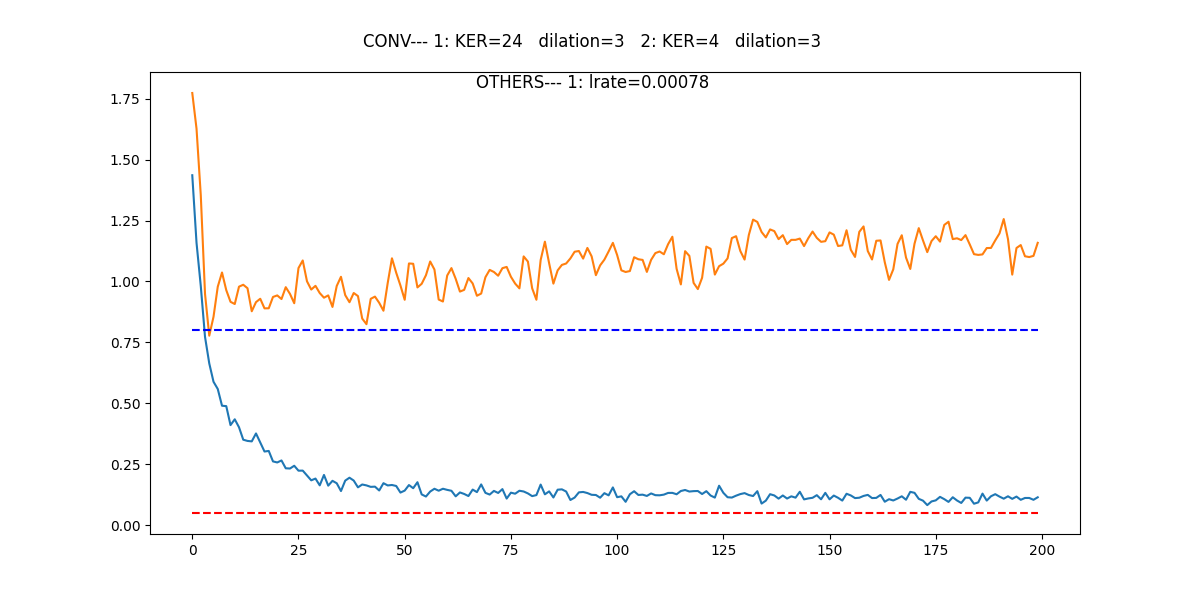 CONV--- 1: KER=24   dilation=3   2: KER=4   dilation=3
OTHERS--- 1: lrate=0.00078
1.75
1.50
1.25
1.00
0.75
0.50
0.25
0.00
0 25 50 75 100 125 150 175 200